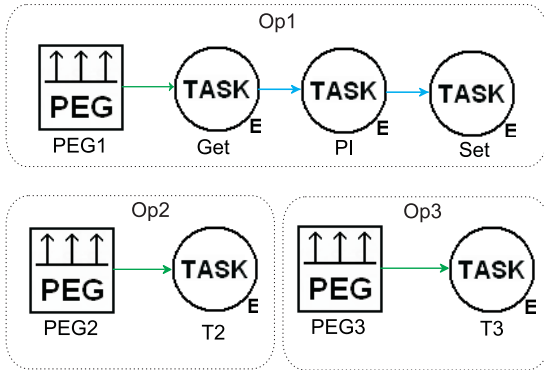 Op1
PEG TASK TASK TASK
E E E
PEG1 Get PI Set
Op2
PEG TASK
E
PEG2 T2
Op3
PEG TASK
E
PEG3 T3